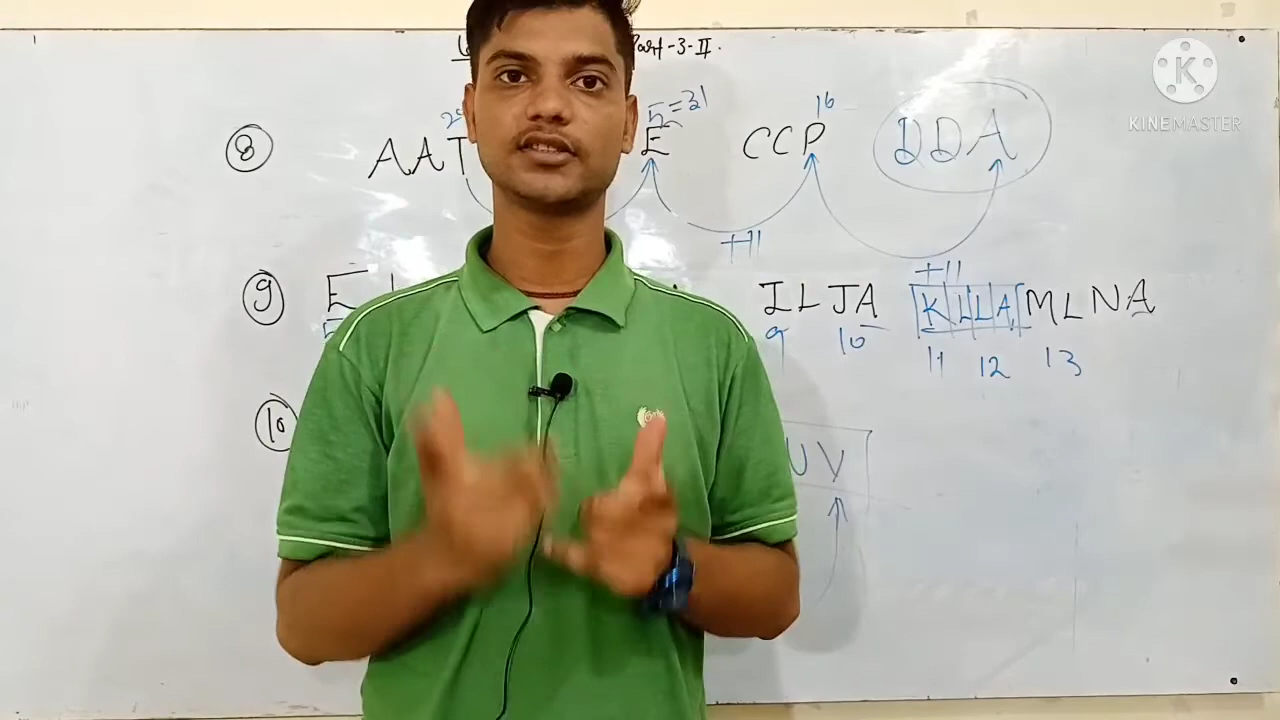 Part-3-II.
KINEMASTER
5=31
16
8 AAT E CCP DDA
+11
+11
9 E ILJA KLLA MLNA
9 10 11 12 13
10 UV